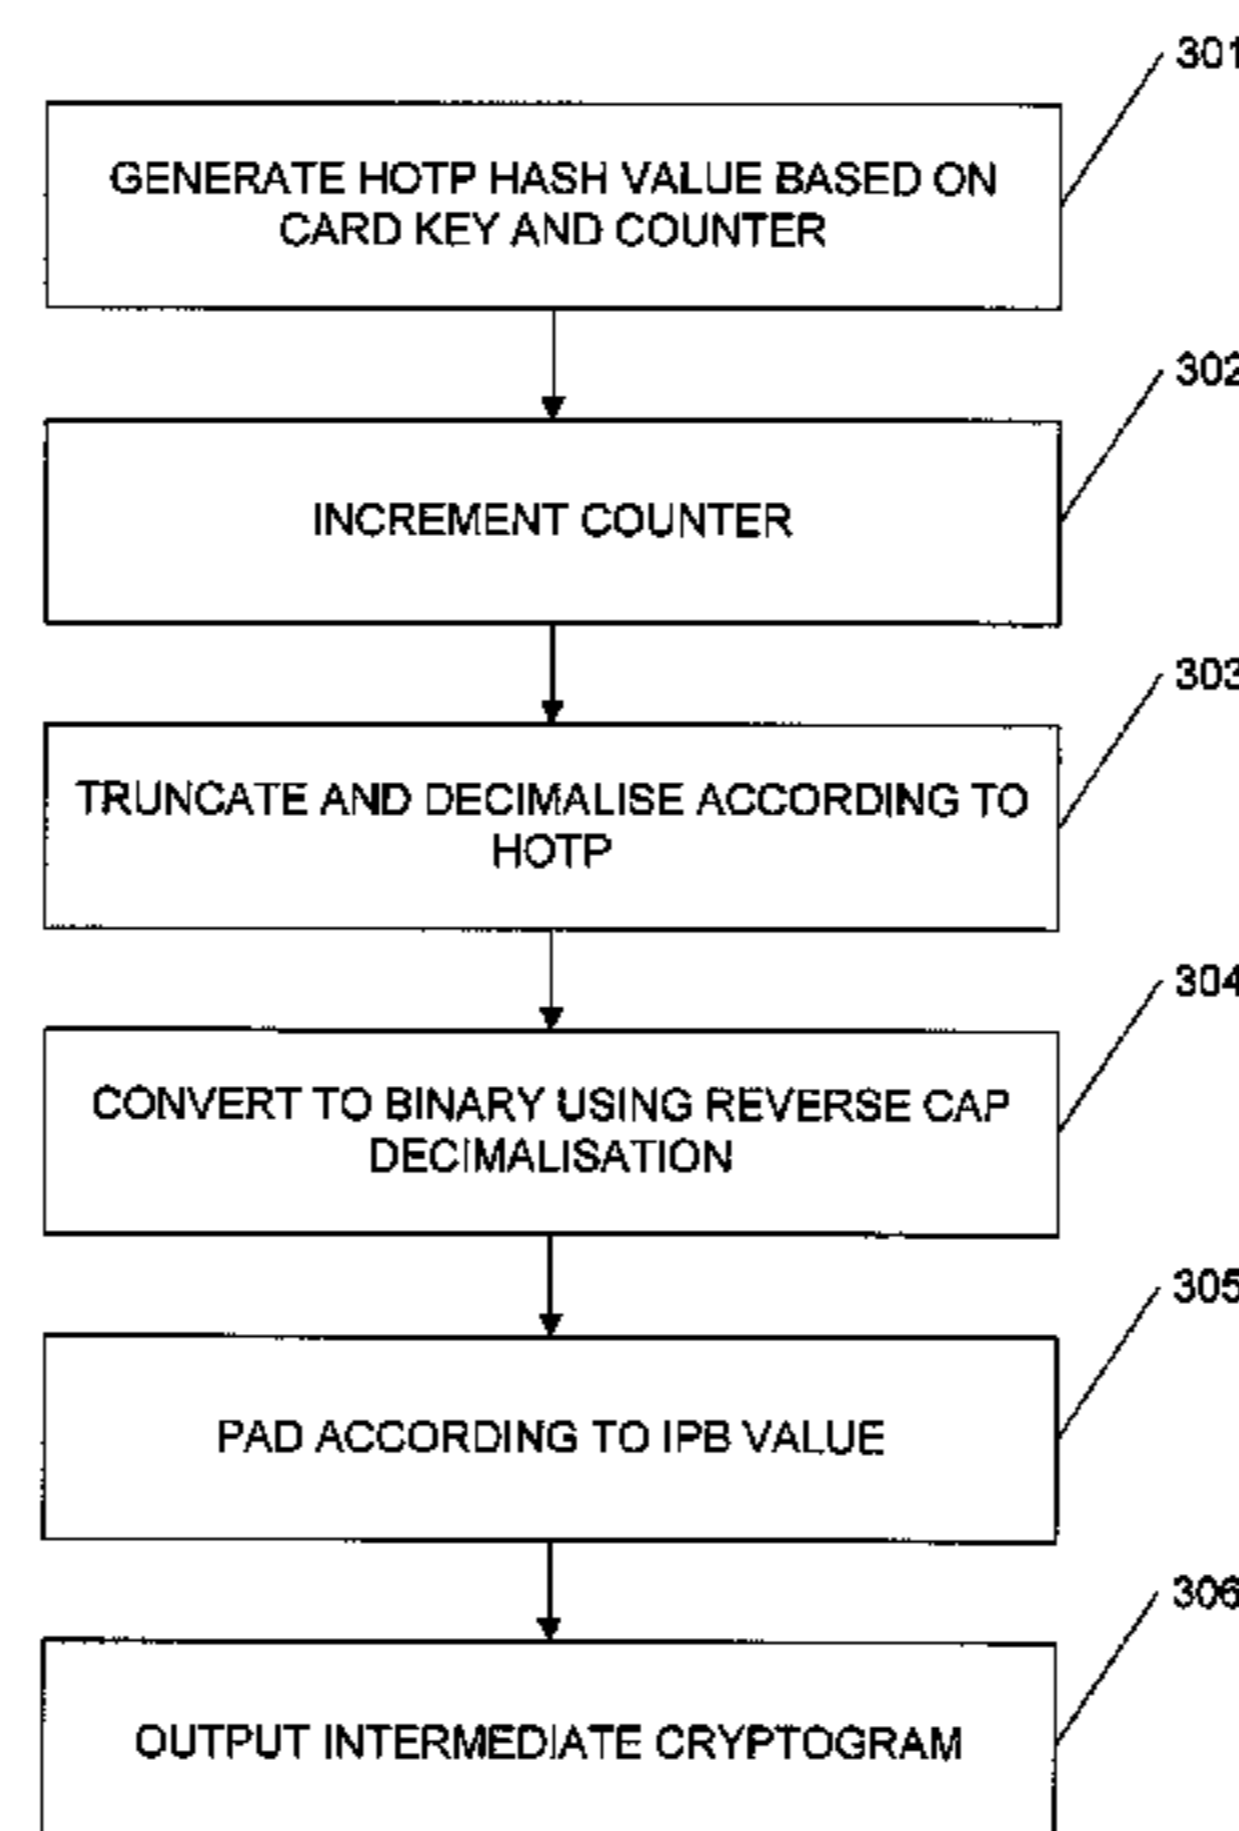 301
GENERATE HOTP HASH VALUE BASED ON
CARD KEY AND COUNTER
302
INCREMENT COUNTER
303
TRUNCATE AND DECIMALISE ACCORDING TO
HOTP
304
CONVERT TO BINARY USING REVERSE CAP
DECIMALISATION
305
PAD ACCORDING TO IPB VALUE
306
OUTPUT INTERMEDIATE CRYPTOGRAM